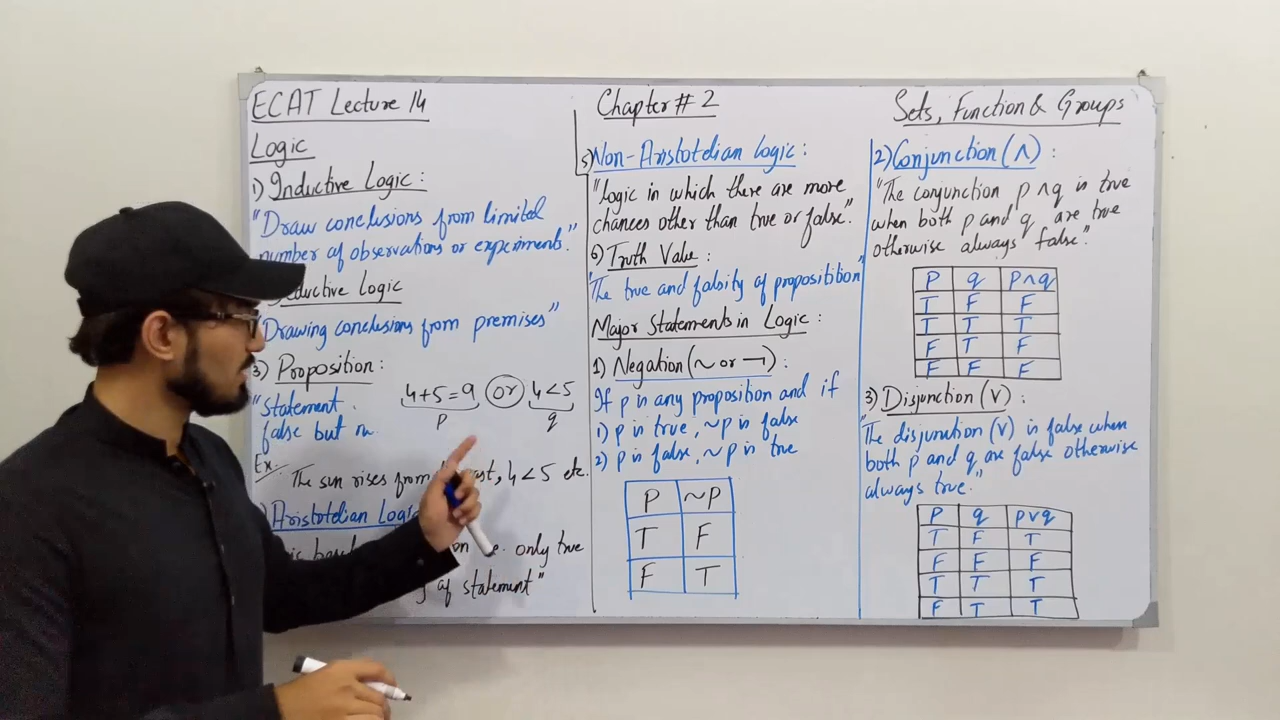 ECAT Lecture 14
Chapter # 2
Sets, Function & Groups
Logic
1) Inductive Logic:
"Draw conclusions from limited
number of observations or experiments."
Deductive Logic
"Drawing conclusions from premises"
3) Proposition:
"Statement
false but n
4+5=9 or 4<5
p q
Ex:
The sun rises from east, 4<5 etc.
Aristotelian Logic
only true
of statement"
5) Non-Aristotelian Logic:
"Logic in which there are more
chances other than true or false".
6) Truth Value:
"The true and falsity of proposition"
Major Statements in Logic:
1) Negation (~ or ¬):
If p is any proposition and if
1) p is true, ~p is false
2) p is false, ~p is true
P ~P
T F
F T
2) Conjunction (∧):
"The conjunction p ∧ q is true
when both p and q are true
otherwise always false".
P q p∧q
T F F
T T T
F T F
F F F
3) Disjunction (∨):
"The disjunction (∨) is false when
both p and q are false otherwise
always true."
P q p∨q
T F T
F F F
T T T
F T T